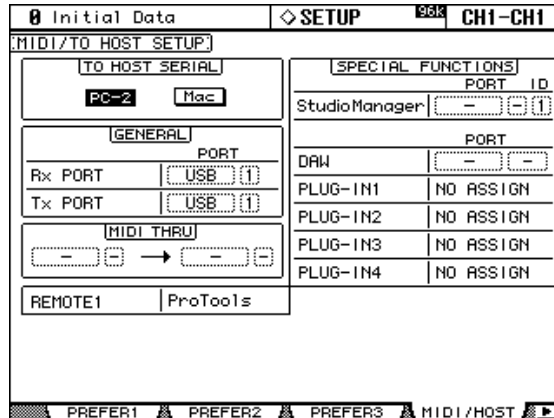 0 Initial Data ◇SETUP 96k CH1-CH1
MIDI/TO HOST SETUP
TO HOST SERIAL
PC-2 Mac
GENERAL
PORT
Rx PORT USB 1
Tx PORT USB 1
MIDI THRU
– – → – –
REMOTE1 ProTools
SPECIAL FUNCTIONS
PORT ID
StudioManager – – 1
PORT
DAW – –
PLUG-IN1 NO ASSIGN
PLUG-IN2 NO ASSIGN
PLUG-IN3 NO ASSIGN
PLUG-IN4 NO ASSIGN
PREFER1 PREFER2 PREFER3 MIDI/HOST